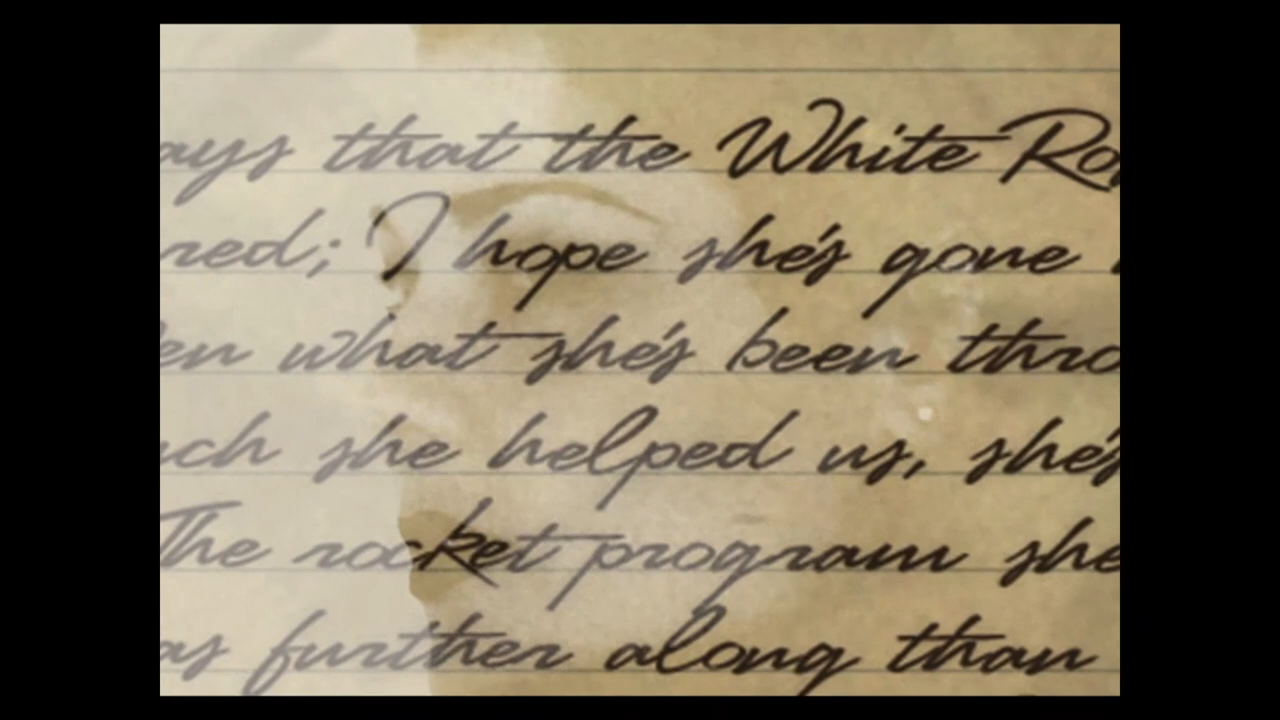 ays that the White Ro
red; I hope she's gone
en what she's been thro
ch she helped us, she's
The rocket program she
as further along than